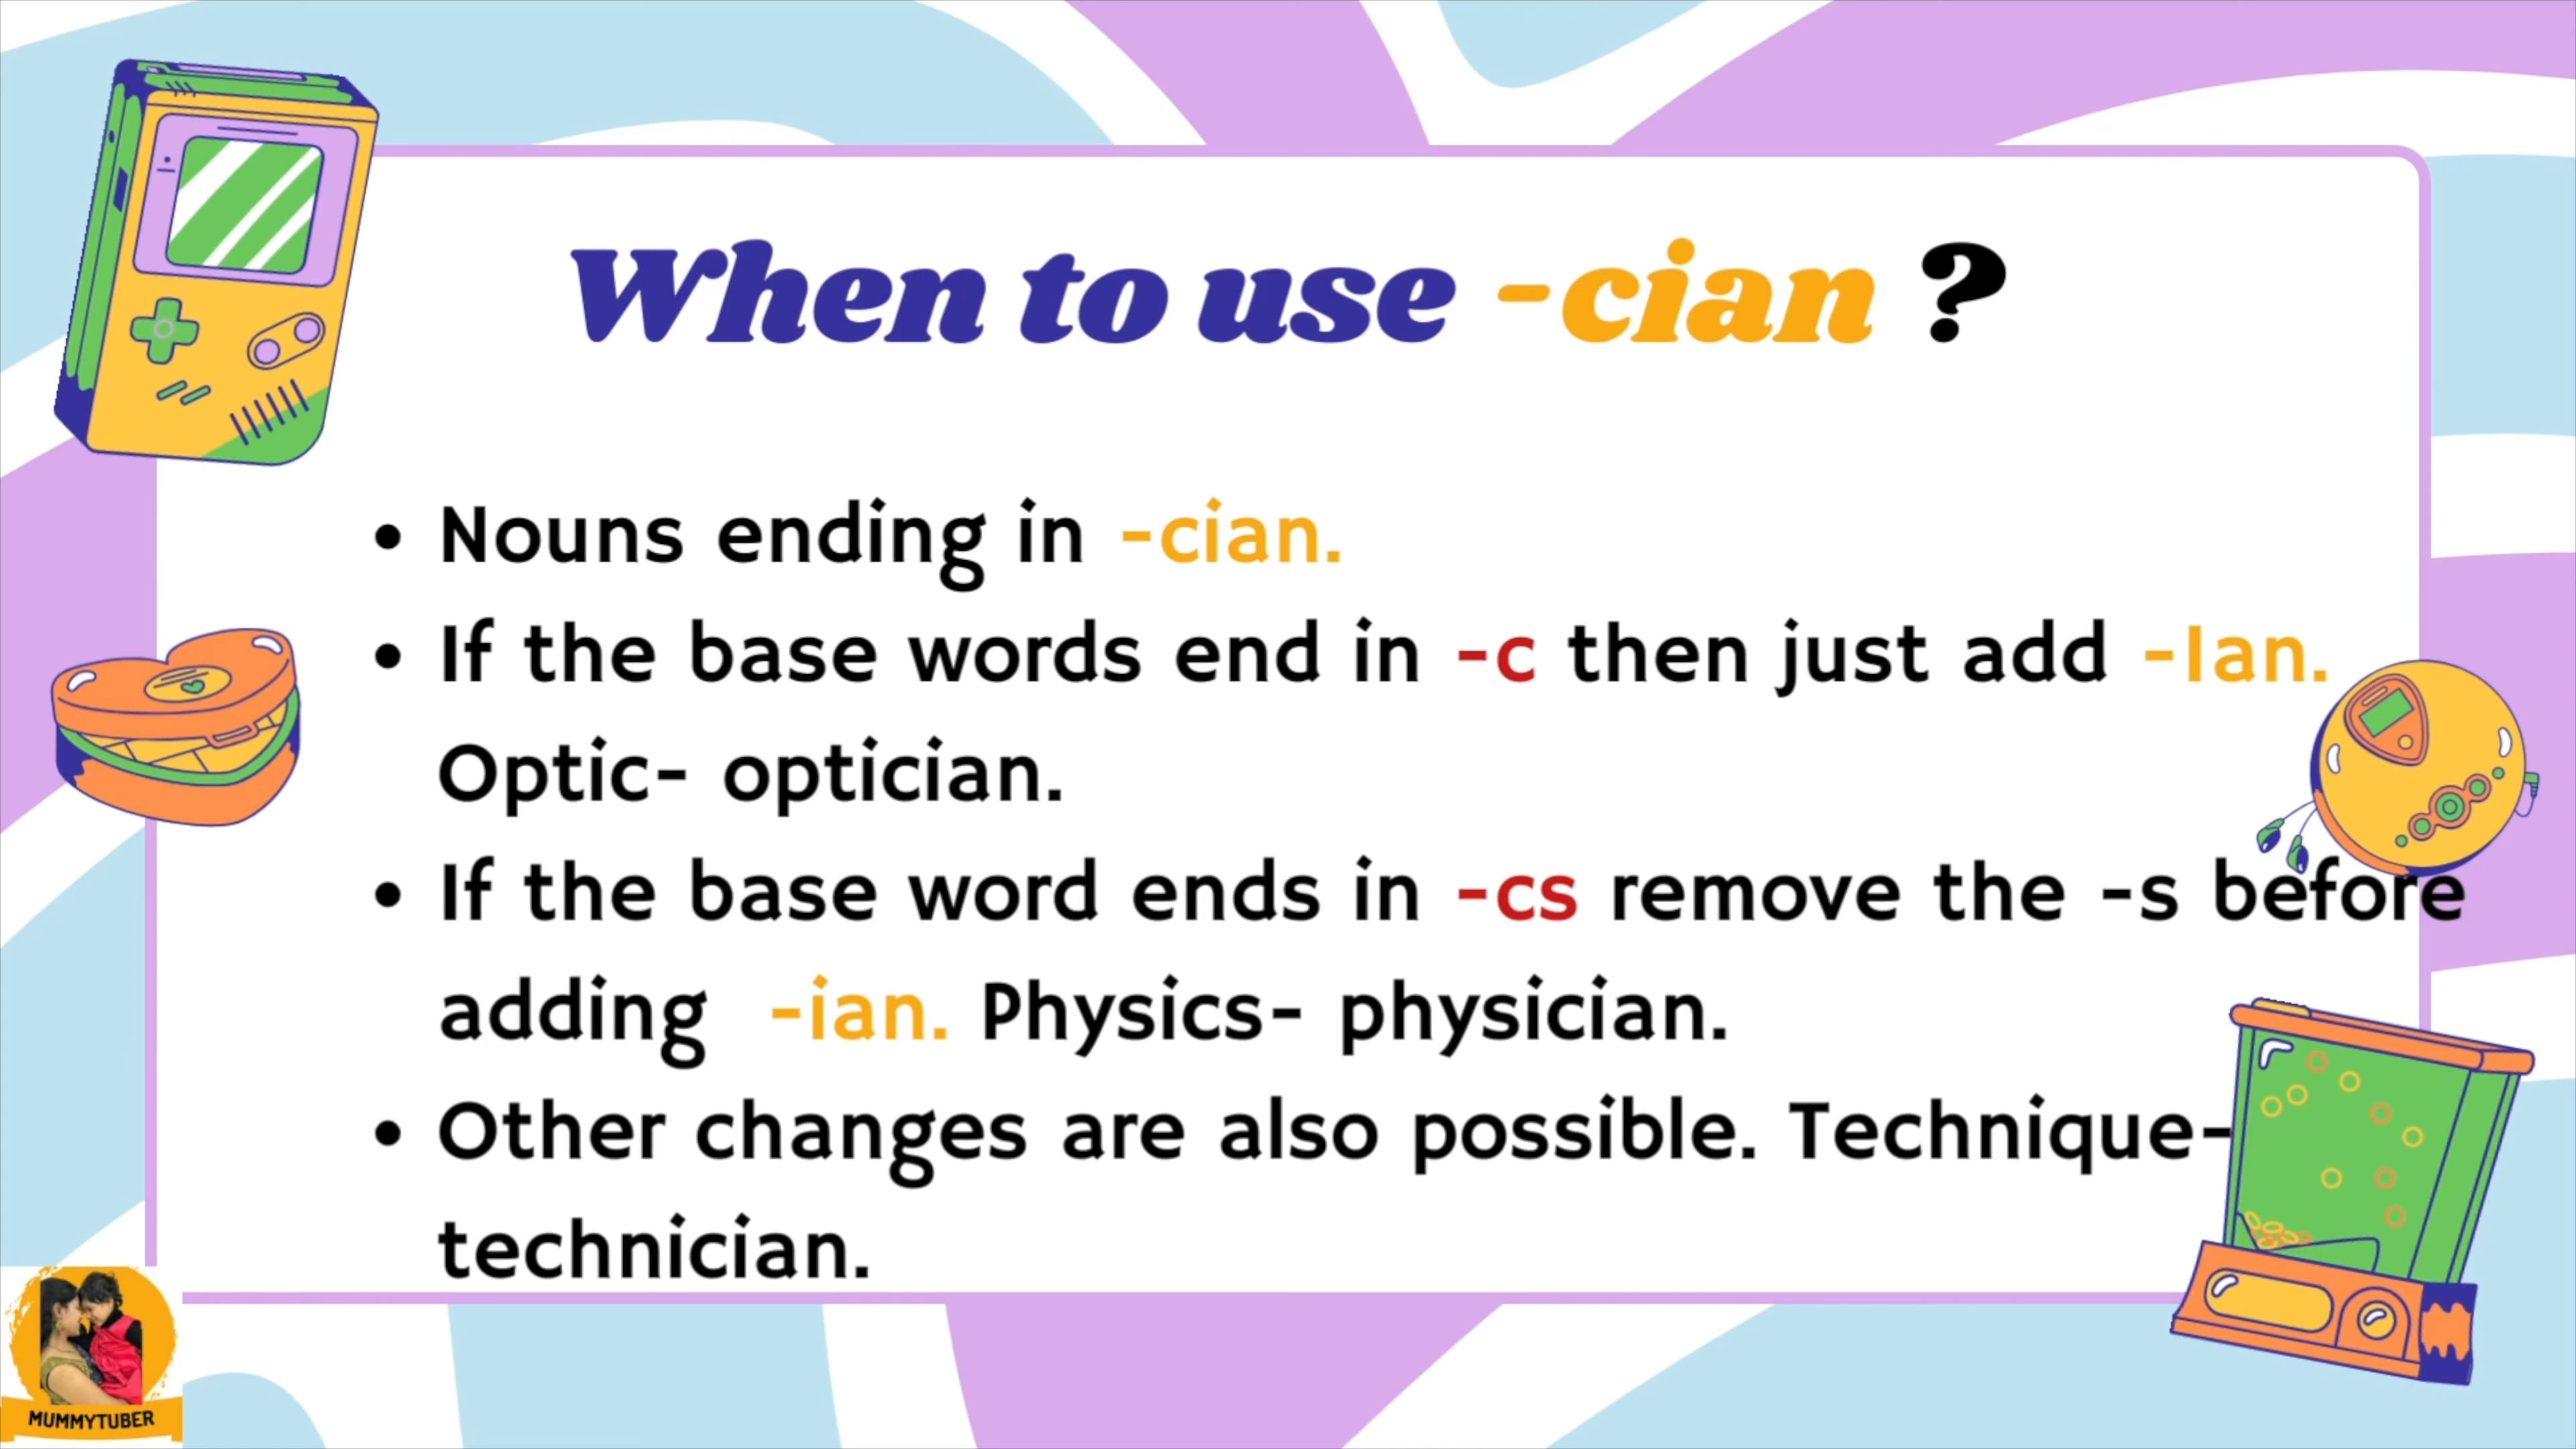 When to use -cian ?
• Nouns ending in -cian.
• If the base words end in -c then just add -Ian.
Optic- optician.
• If the base word ends in -cs remove the -s before
adding -ian. Physics- physician.
• Other changes are also possible. Technique-
technician.
MUMMYTUBER